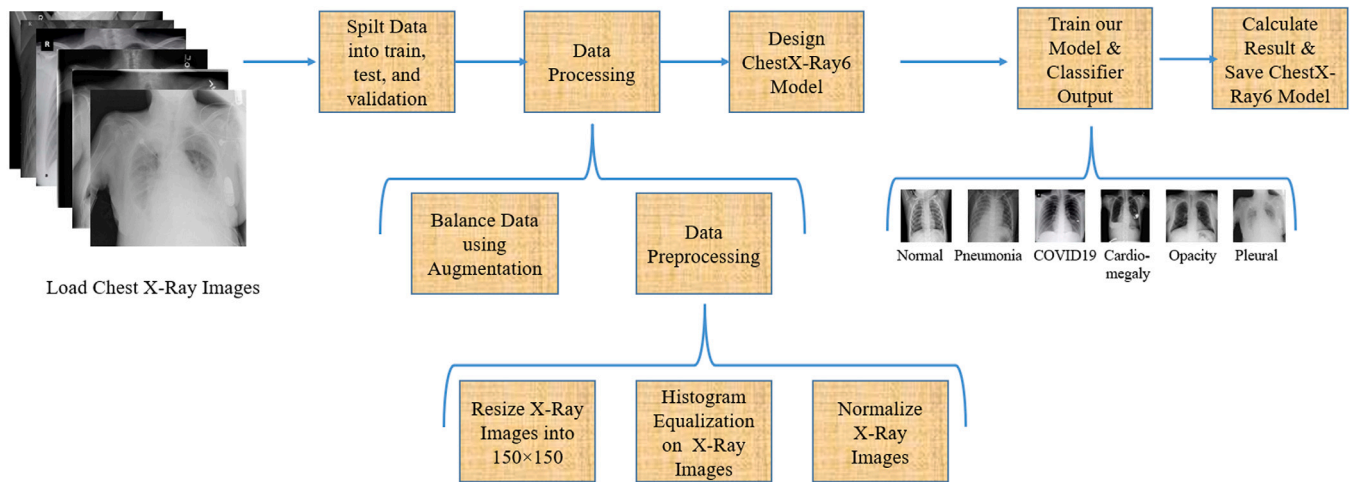 Spilt Data
into train,
test, and
validation
Data
Processing
Design
ChestX-Ray6
Model
Train our
Model &
Classifier
Output
Calculate
Result &
Save ChestX-
Ray6 Model
R
Load Chest X-Ray Images
Balance Data
using
Augmentation
Data
Preprocessing
Normal
Pneumonia
COVID19
Cardio-
megaly
Opacity
Pleural
Resize X-Ray
Images into
150×150
Histogram
Equalization
on X-Ray
Images
Normalize
X-Ray
Images